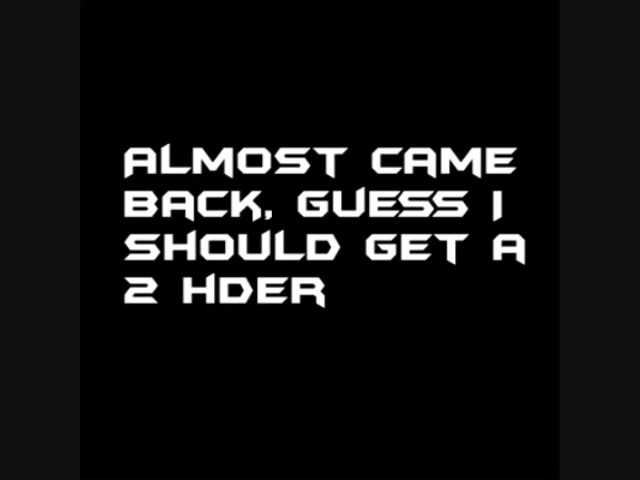 ALMOST CAME
BACK, GUESS I
SHOULD GET A
2 HDER